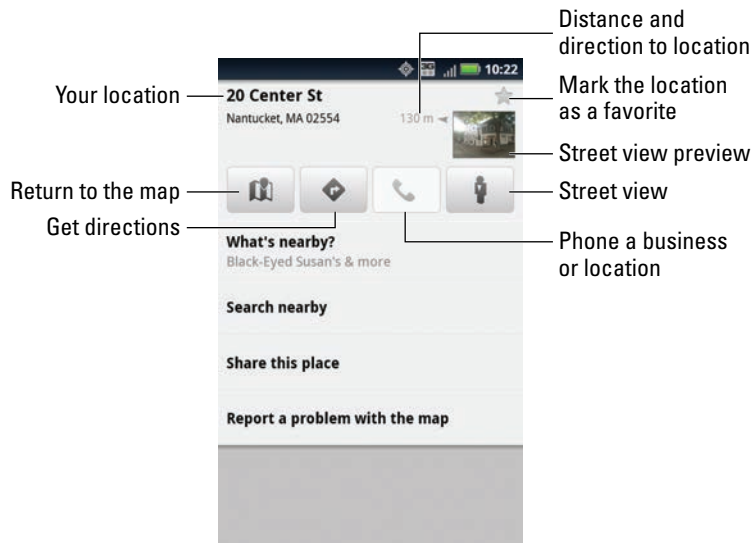 Distance and
direction to location
10:22
Your location
20 Center St
Mark the location
as a favorite
Nantucket, MA 02554
130 m
Street view preview
Return to the map
Street view
Get directions
Phone a business
or location
What's nearby?
Black-Eyed Susan's & more
Search nearby
Share this place
Report a problem with the map